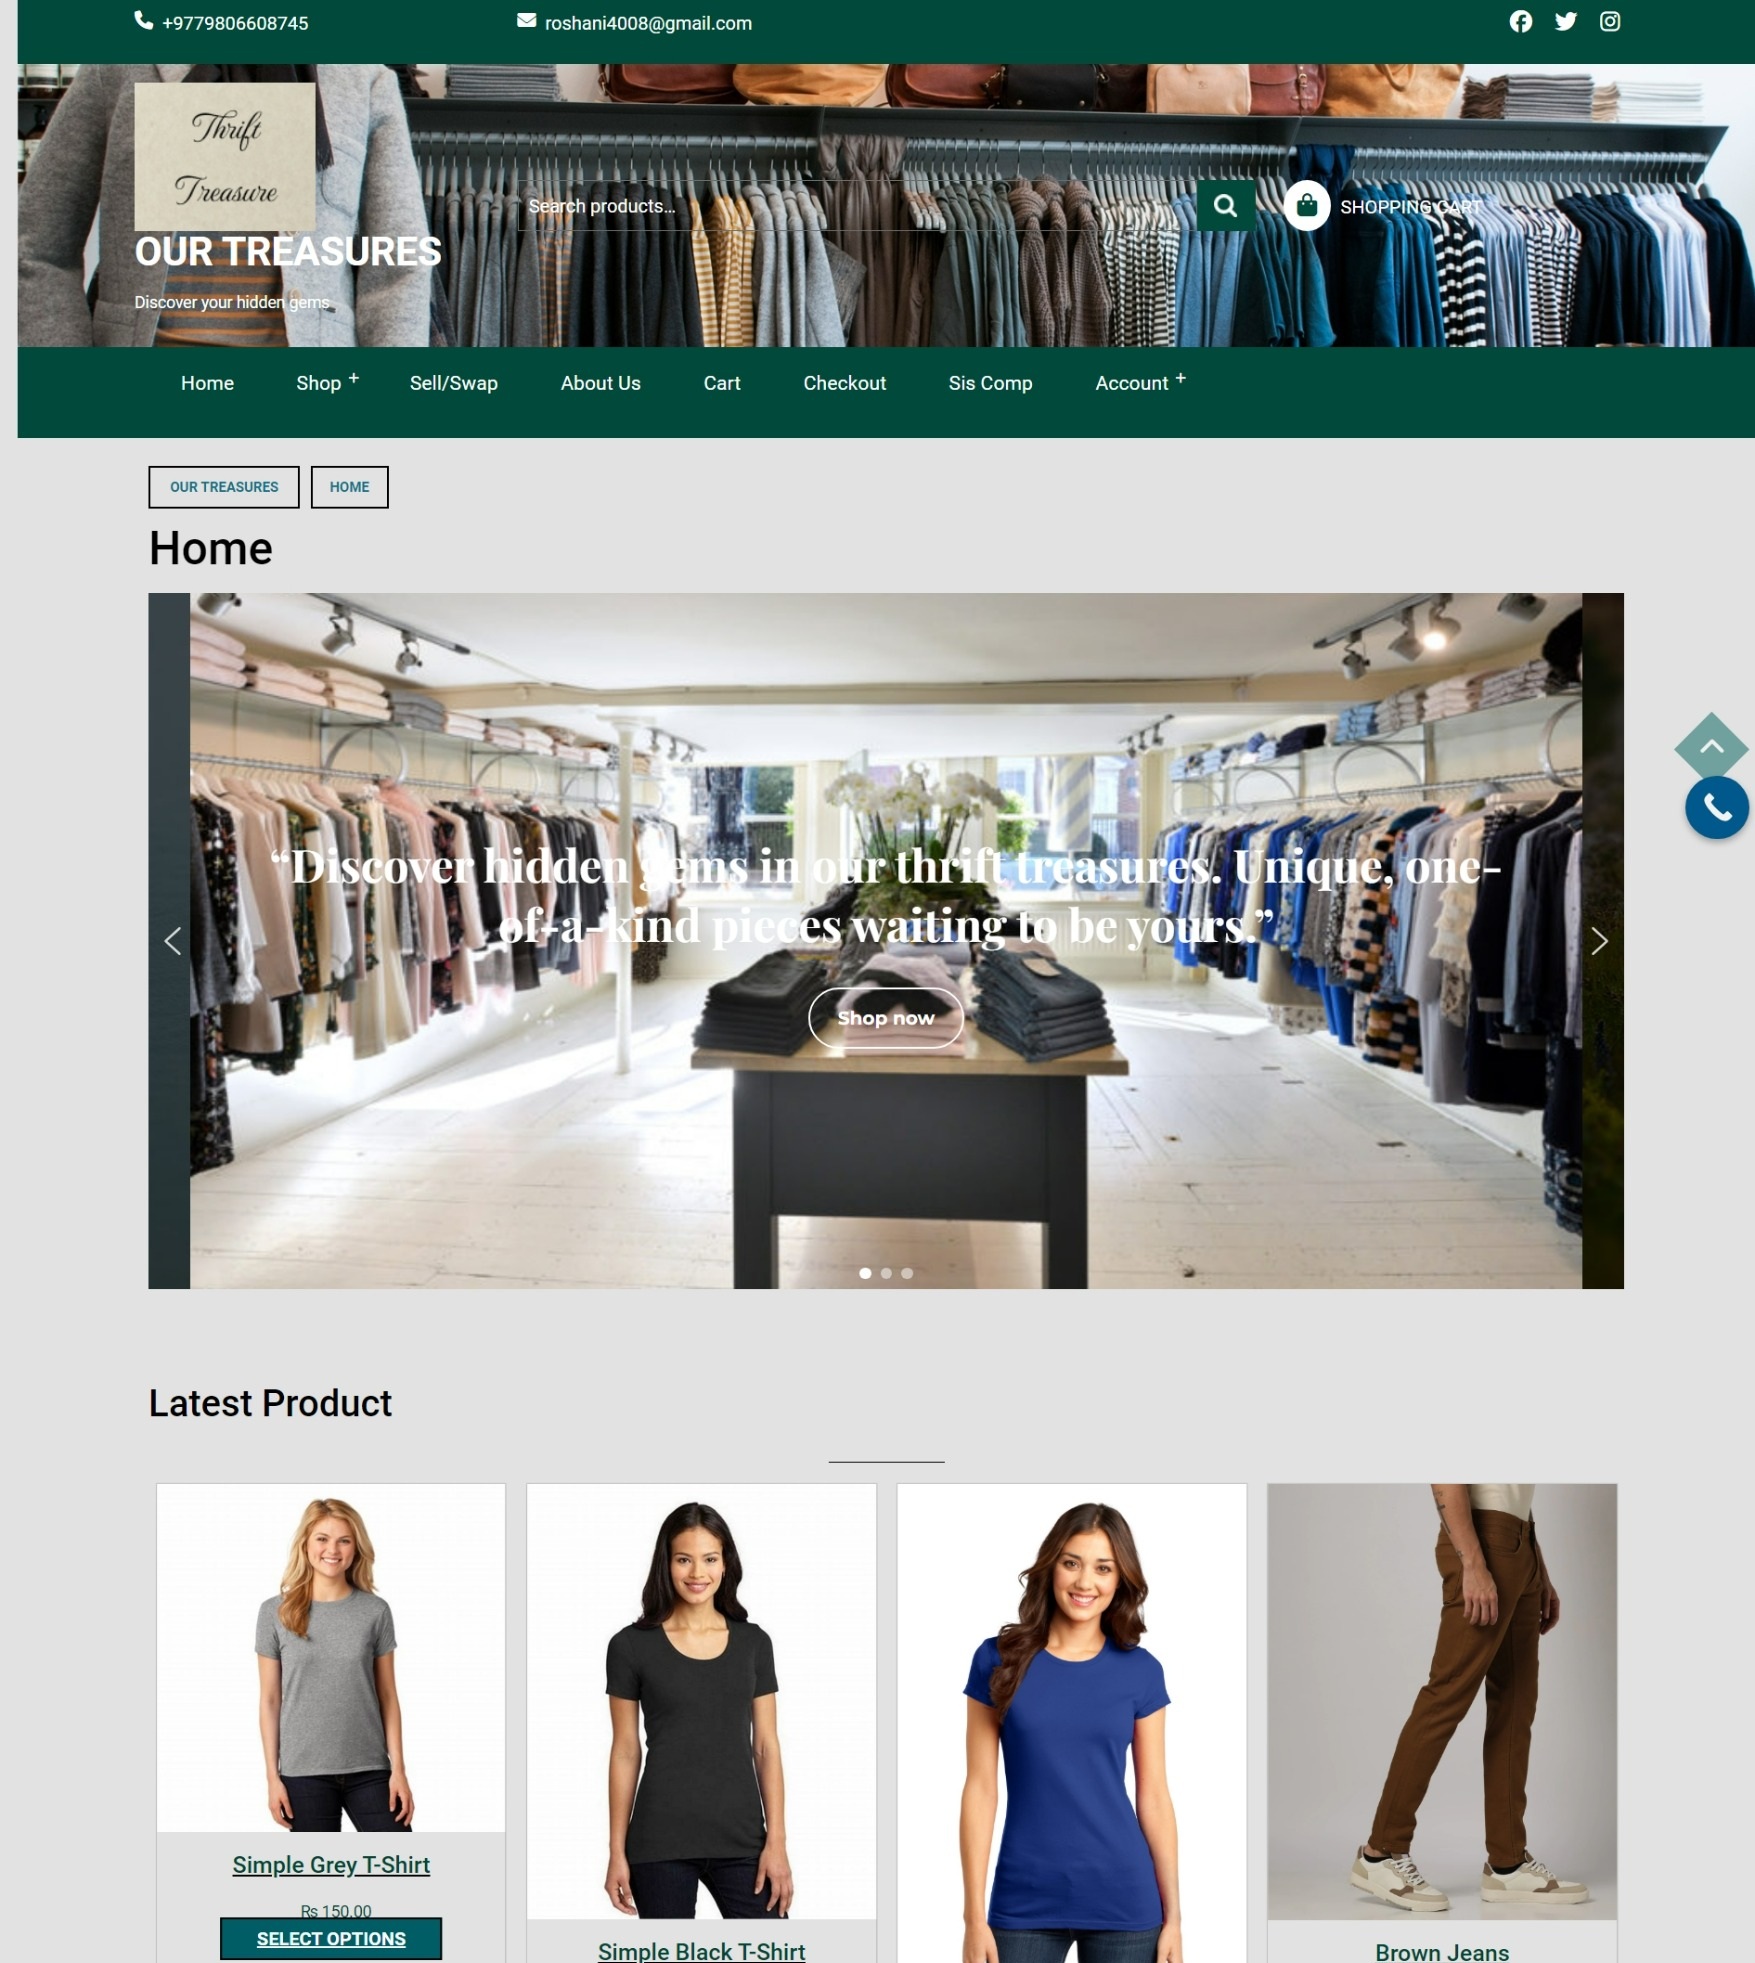 +9779806608745
roshani4008@gmail.com
Thrift
Treasure
Search products...
SHOPPING CART
OUR TREASURES
Discover your hidden gems
Home
Shop +
Sell/Swap
About Us
Cart
Checkout
Sis Comp
Account +
OUR TREASURES
HOME
Home
“Discover hidden gems in our thrift treasures. Unique, one-
of-a-kind pieces waiting to be yours.”
Shop now
Latest Product
Simple Grey T-Shirt
₨ 150.00
SELECT OPTIONS
Simple Black T-Shirt
Brown Jeans